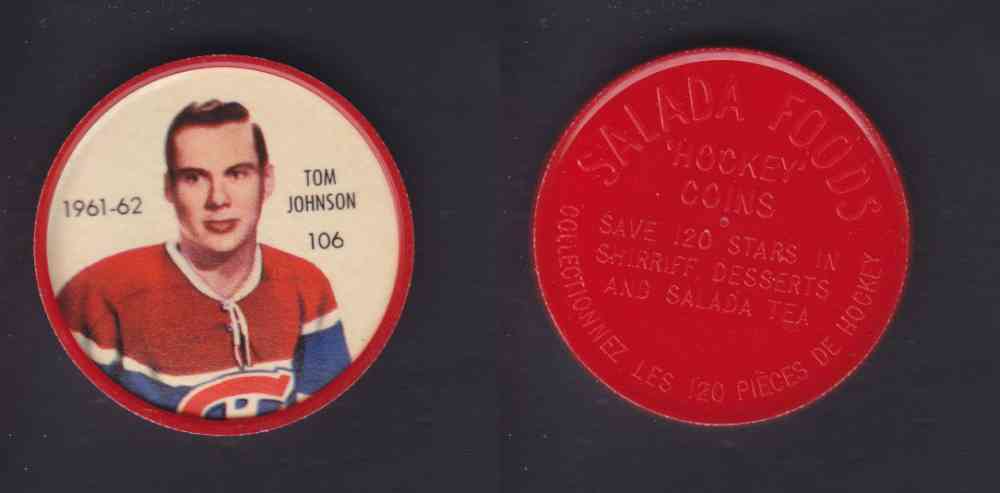 1961-62
TOM
JOHNSON
106
CH
SALADA FOODS
'HOCKEY'
COINS
SAVE 120 STARS IN
SHIRRIFF DESSERTS
AND SALADA TEA
COLLECTIONNEZ LES 120 PIÈCES DE HOCKEY